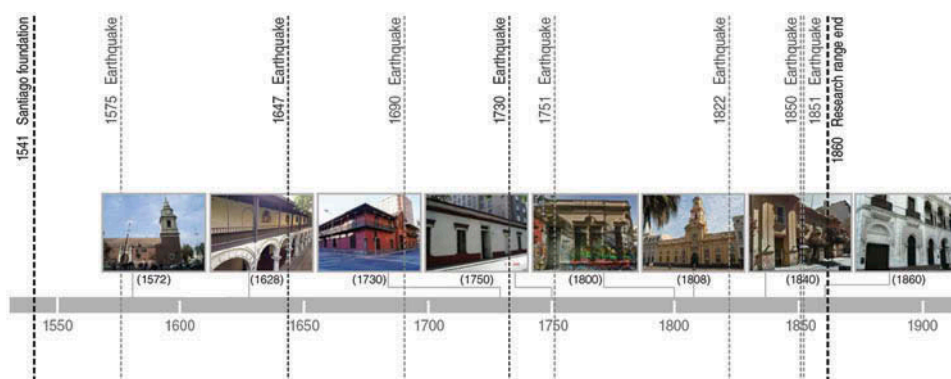 1541 Santiago foundation
1575 Earthquake
1647 Earthquake
1690 Earthquake
1730 Earthquake
1751 Earthquake
1822 Earthquake
1850 Earthquake
1851 Earthquake
1860 Research range end
(1572) (1628) (1730) (1750) (1800) (1808) (1840) (1860)
1550 1600 1650 1700 1750 1800 1850 1900